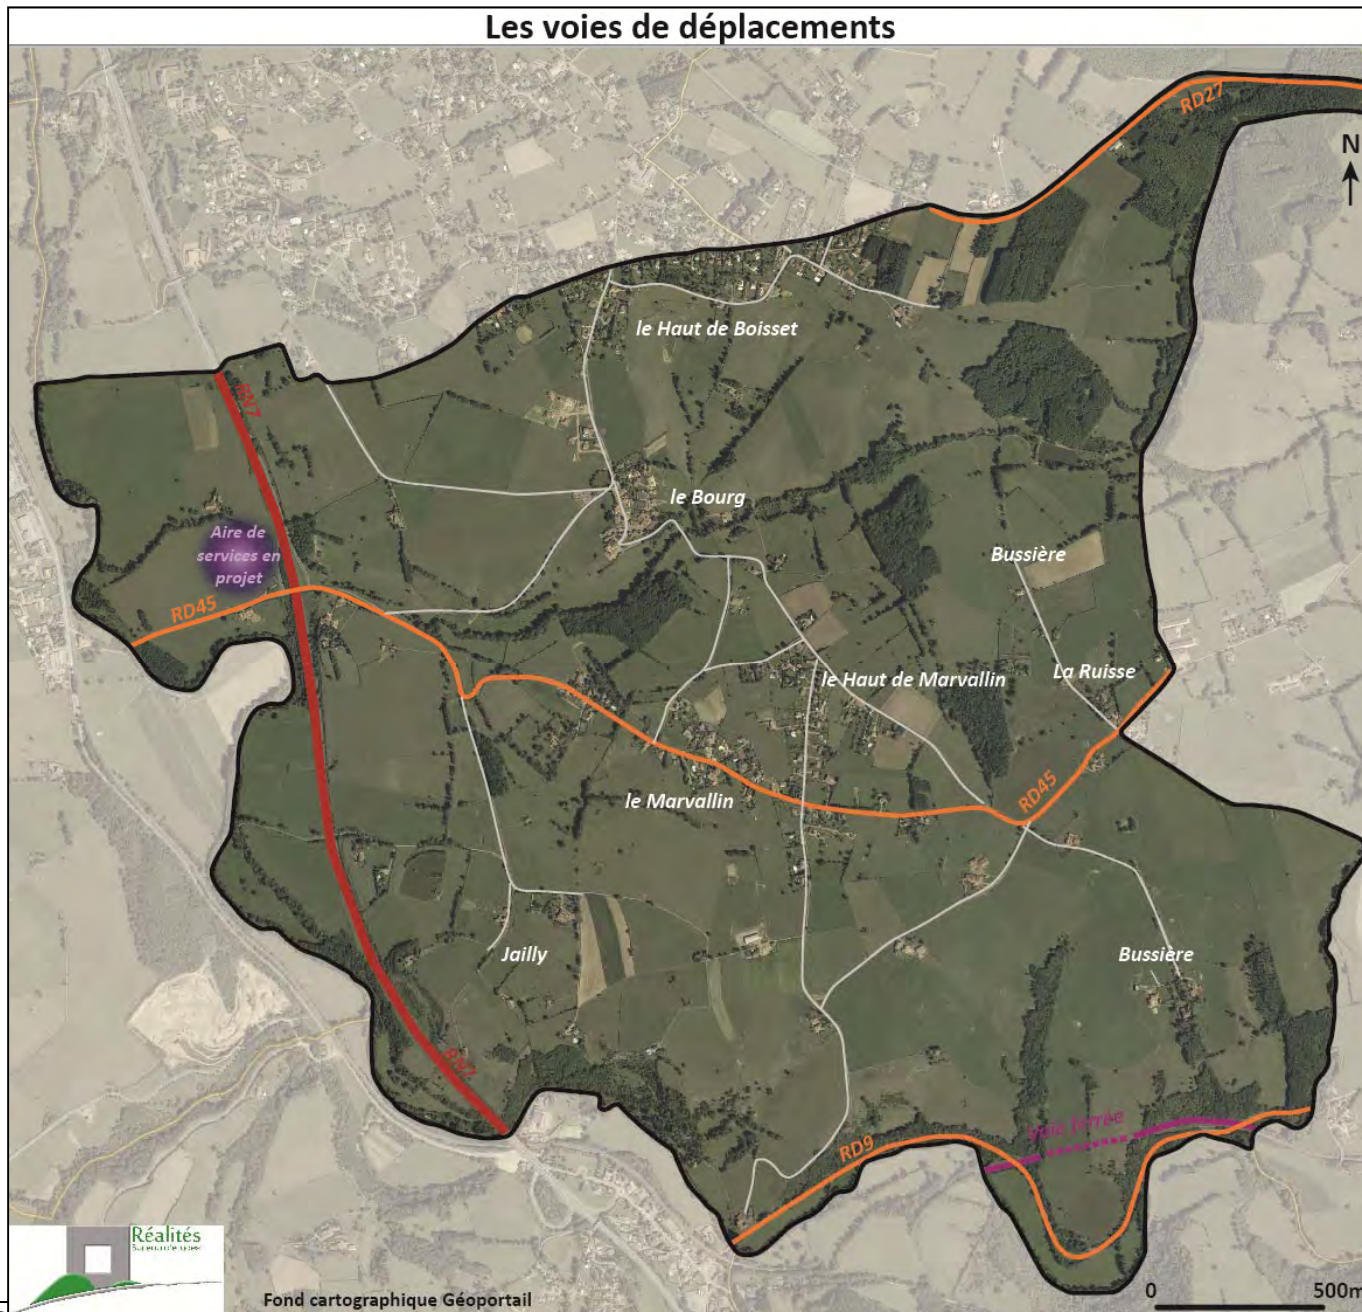 Les voies de déplacements
RD27
N
le Haut de Boisset
RN7
le Bourg
Aire de
services en
projet
Bussière
RD45
le Haut de Marvallin
La Ruisse
le Marvallin
RD45
Jailly
Bussière
RN7
Voie ferrée
RD9
Réalités
0
500m
Fond cartographique Géoportail